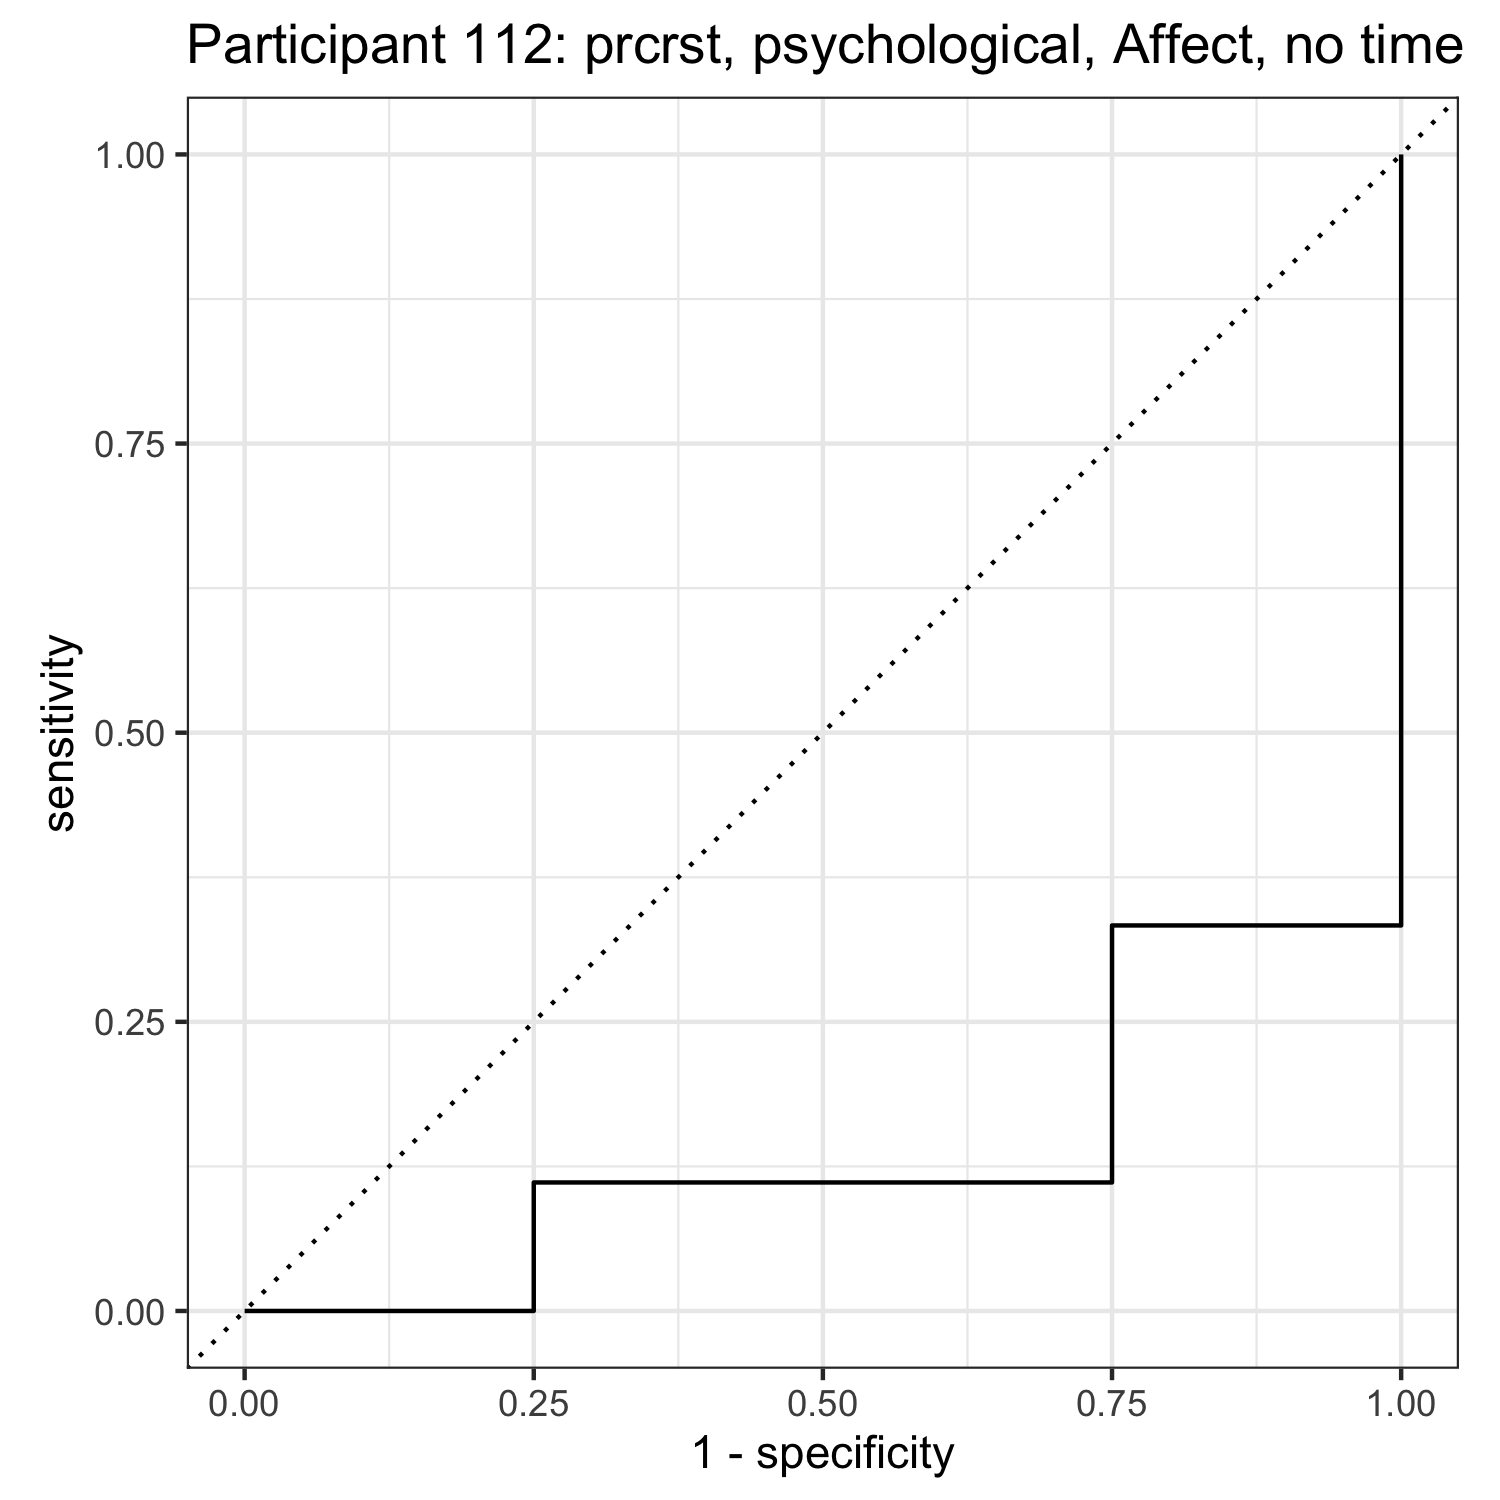 Participant 112: prcrst, psychological, Affect, no time
1.00
0.75
0.50
0.25
0.00
sensitivity
0.00 0.25 0.50 0.75 1.00
1 - specificity